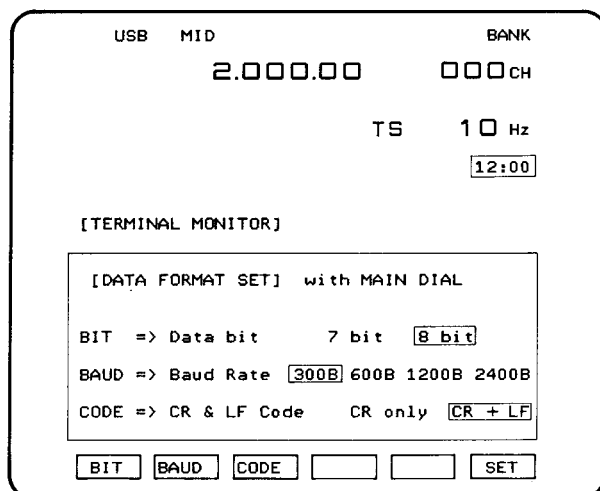 USB MID BANK
2.000.00 000CH
TS 10 Hz
12:00
[TERMINAL MONITOR]
[DATA FORMAT SET] with MAIN DIAL
BIT => Data bit 7 bit 8 bit
BAUD => Baud Rate 300B 600B 1200B 2400B
CODE => CR & LF Code CR only CR + LF
BIT BAUD CODE SET